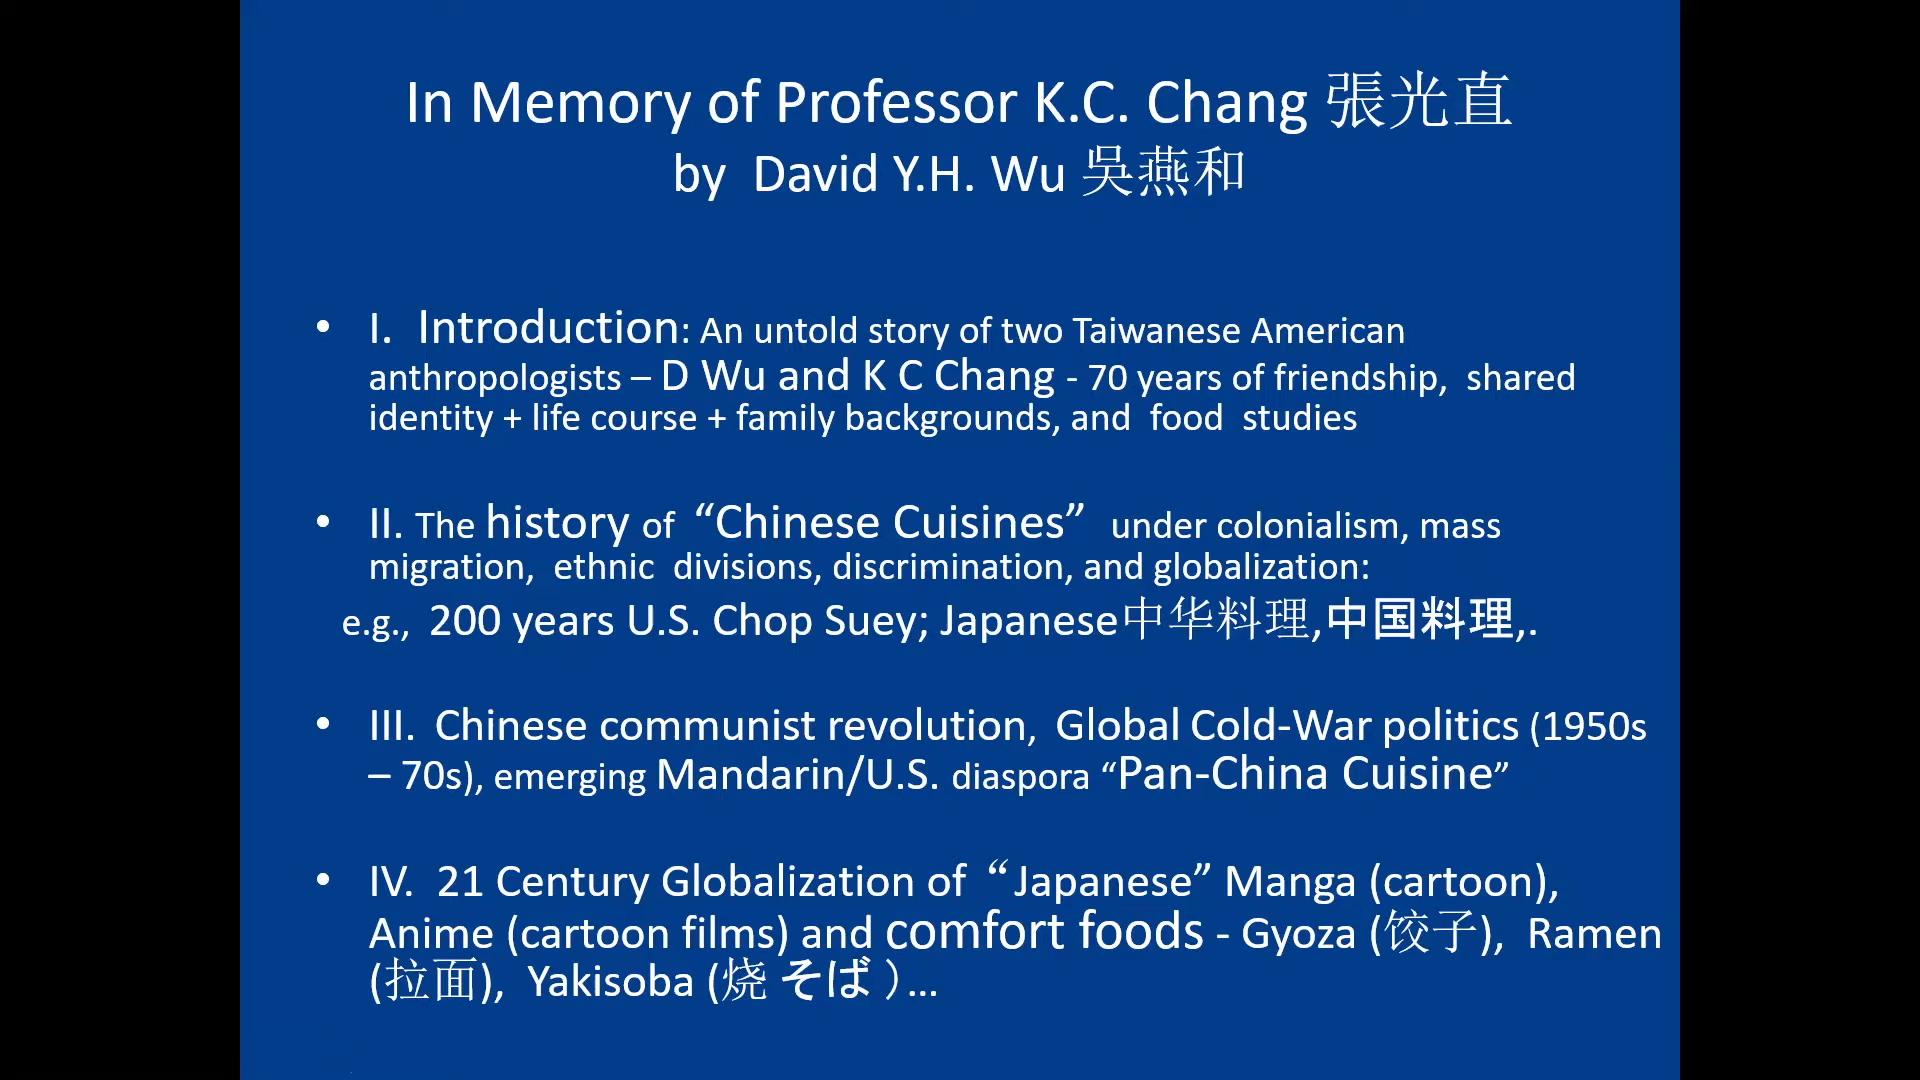 In Memory of Professor K.C. Chang 張光直
by David Y.H. Wu 吳燕和
• I. Introduction: An untold story of two Taiwanese American
anthropologists – D Wu and K C Chang - 70 years of friendship, shared
identity + life course + family backgrounds, and food studies
• II. The history of “Chinese Cuisines” under colonialism, mass
migration, ethnic divisions, discrimination, and globalization:
e.g., 200 years U.S. Chop Suey; Japanese中华料理,中国料理,.
• III. Chinese communist revolution, Global Cold-War politics (1950s
– 70s), emerging Mandarin/U.S. diaspora “Pan-China Cuisine”
• IV. 21 Century Globalization of “Japanese” Manga (cartoon),
Anime (cartoon films) and comfort foods - Gyoza (饺子), Ramen
(拉面), Yakisoba (烧 そば )…